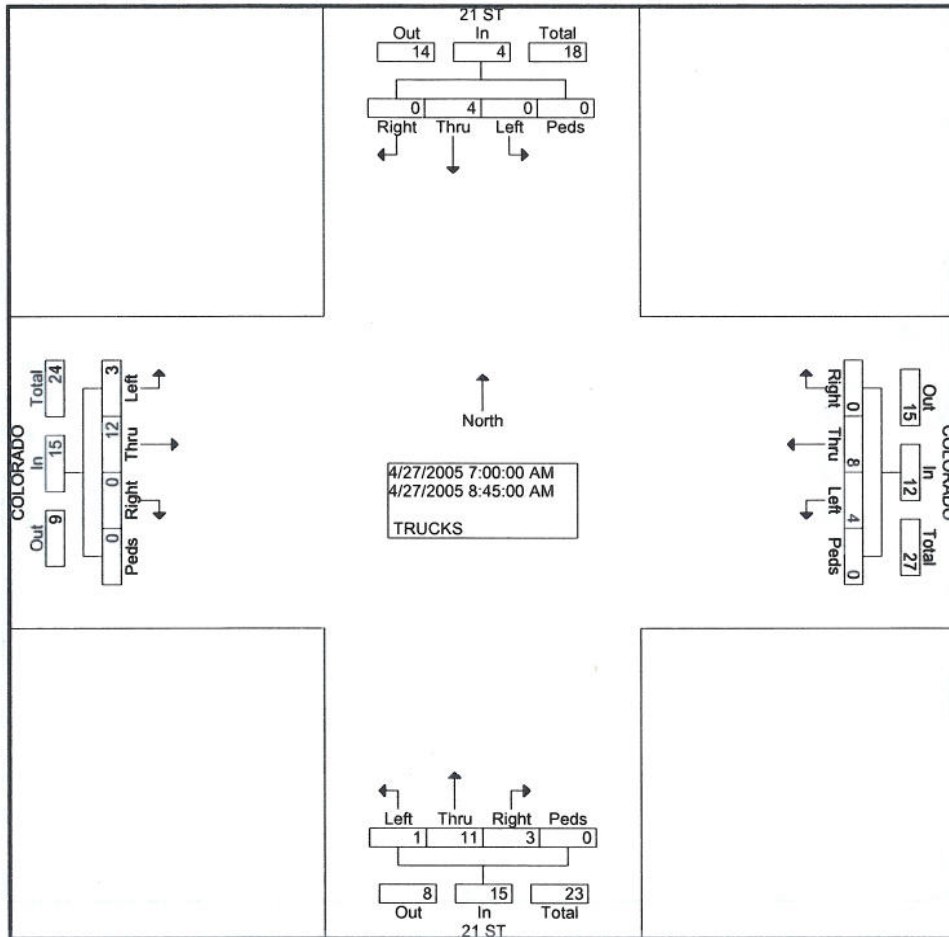 21 ST
Out In Total
14 4 18
0 4 0 0
Right Thru Left Peds
COLORADO
Total In Out
24 15 9
3 12 0 0
Left Thru Right Peds
North
4/27/2005 7:00:00 AM
4/27/2005 8:45:00 AM
TRUCKS
Right Thru Left Peds
0 8 4 0
Out In Total
15 12 27
COLORADO
Left Thru Right Peds
1 11 3 0
8 15 23
Out In Total
21 ST